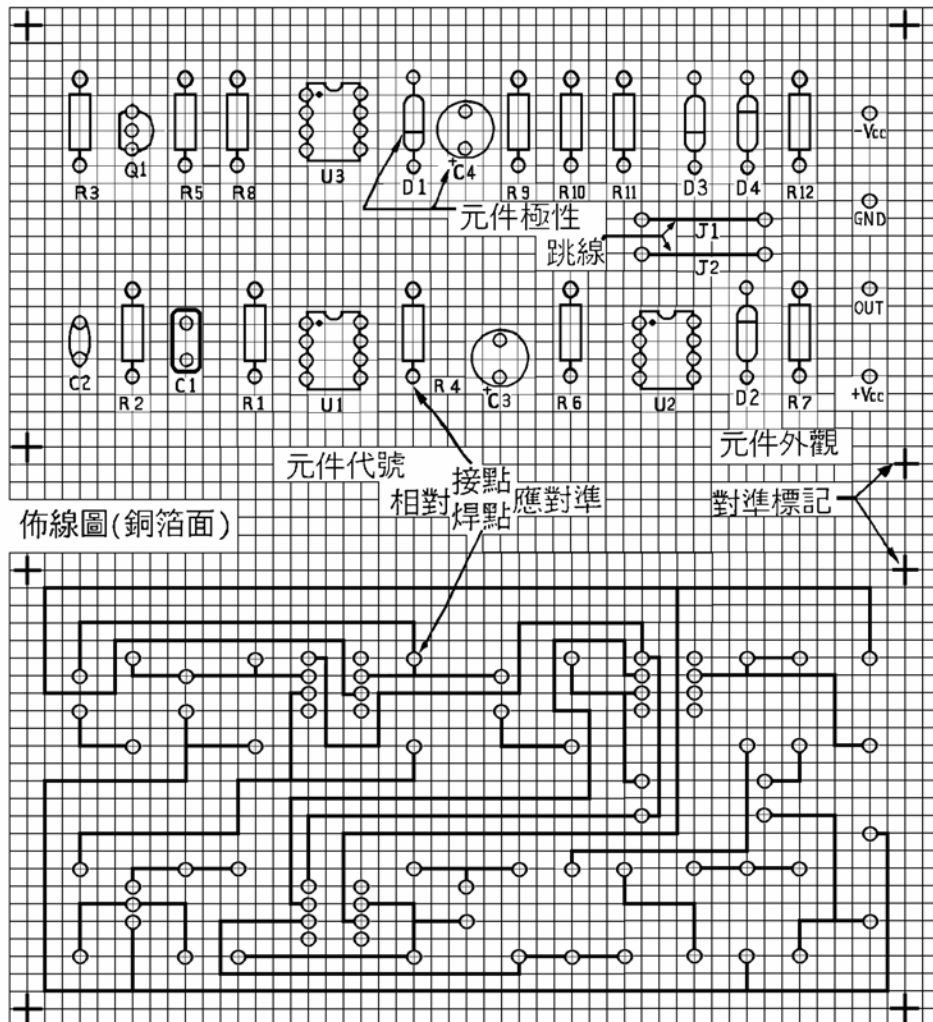 R3 Q1 R5 R8 U3 D1 +C4 R9 R10 R11 D3 D4 R12 -Vcc
元件極性
GND
跳線
J1
J2
OUT
C2 R2 C1 R1 U1 R4 +C3 R6 U2 D2 R7 +Vcc
元件外觀
元件代號
接點
相對 應對準
焊點
對準標記
佈線圖(銅箔面)